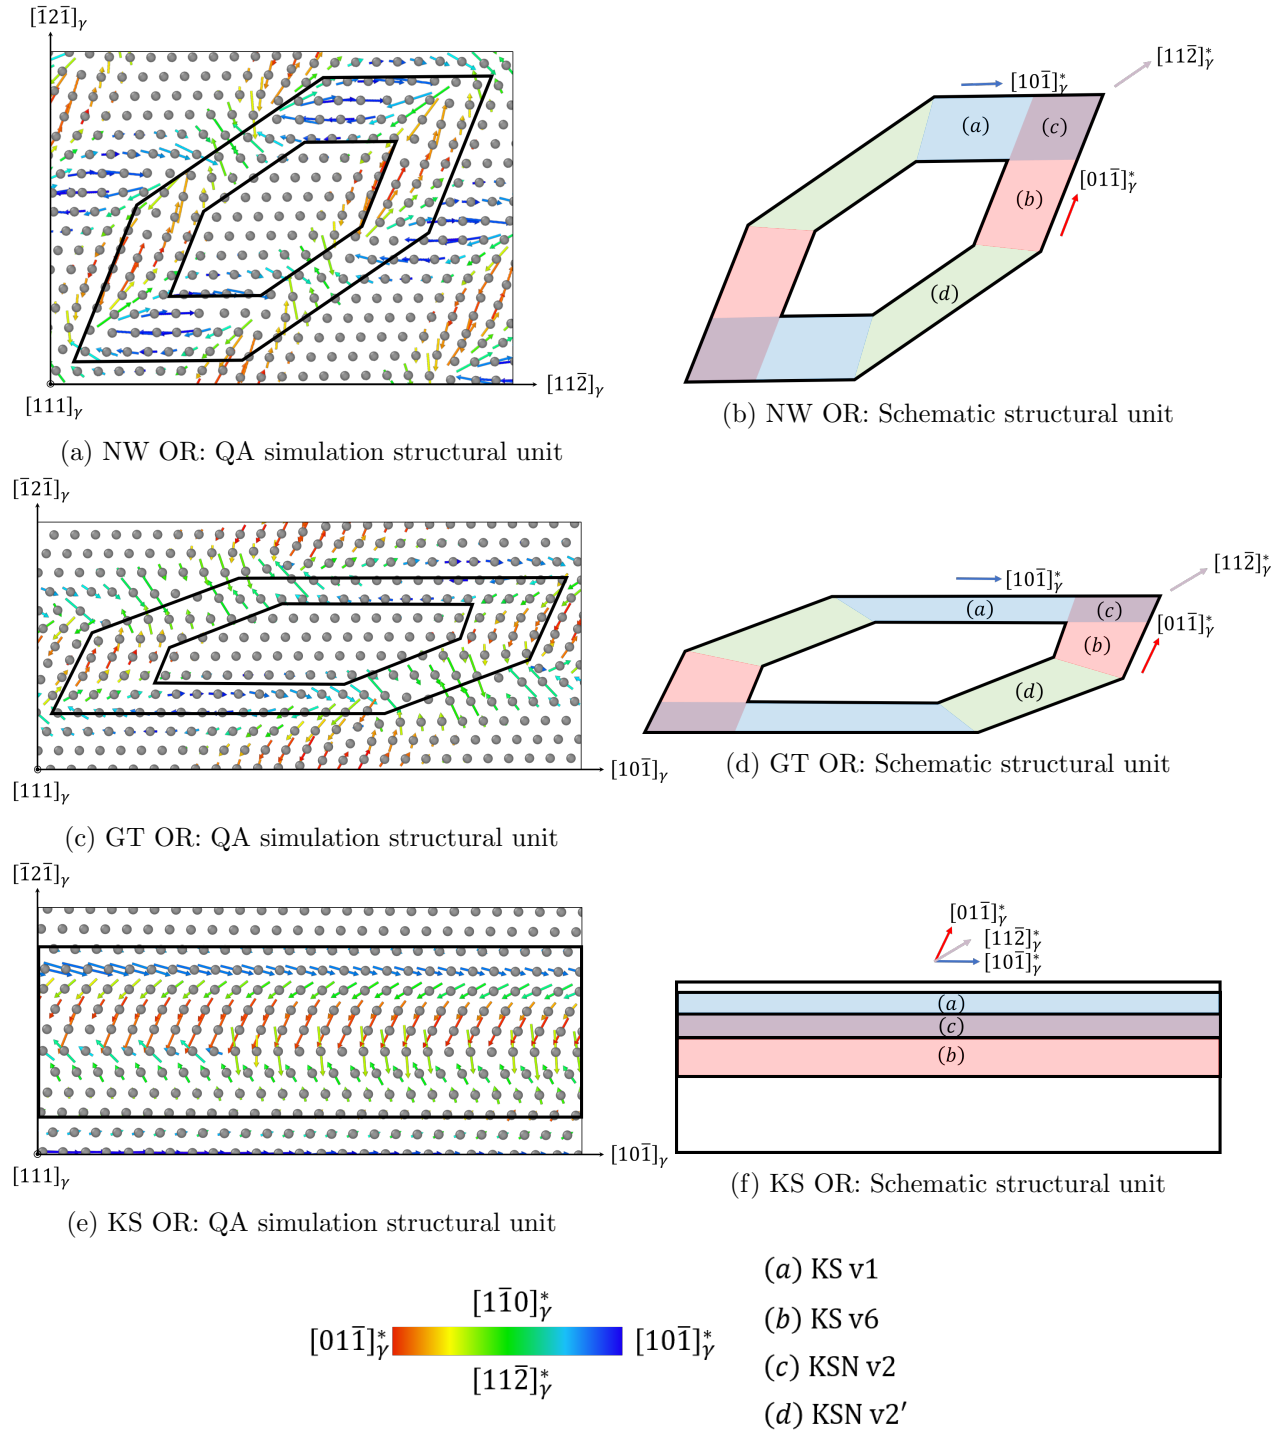 [1̄21̄]γ
[111]γ
[112̄]γ
(a) NW OR: QA simulation structural unit
[112̄]*γ
[101̄]*γ
(a)
(c)
[011̄]*γ
(b)
(d)
(b) NW OR: Schematic structural unit
[1̄21̄]γ
[111]γ
[101̄]γ
(c) GT OR: QA simulation structural unit
[112̄]*γ
[101̄]*γ
(a)
(c)
[011̄]*γ
(b)
(d)
(d) GT OR: Schematic structural unit
[1̄21̄]γ
[111]γ
[101̄]γ
(e) KS OR: QA simulation structural unit
[011̄]*γ
[112̄]*γ
[101̄]*γ
(a)
(c)
(b)
(f) KS OR: Schematic structural unit
[11̄0]*γ
[011̄]*γ
[101̄]*γ
[112̄]*γ
(a) KS v1
(b) KS v6
(c) KSN v2
(d) KSN v2′